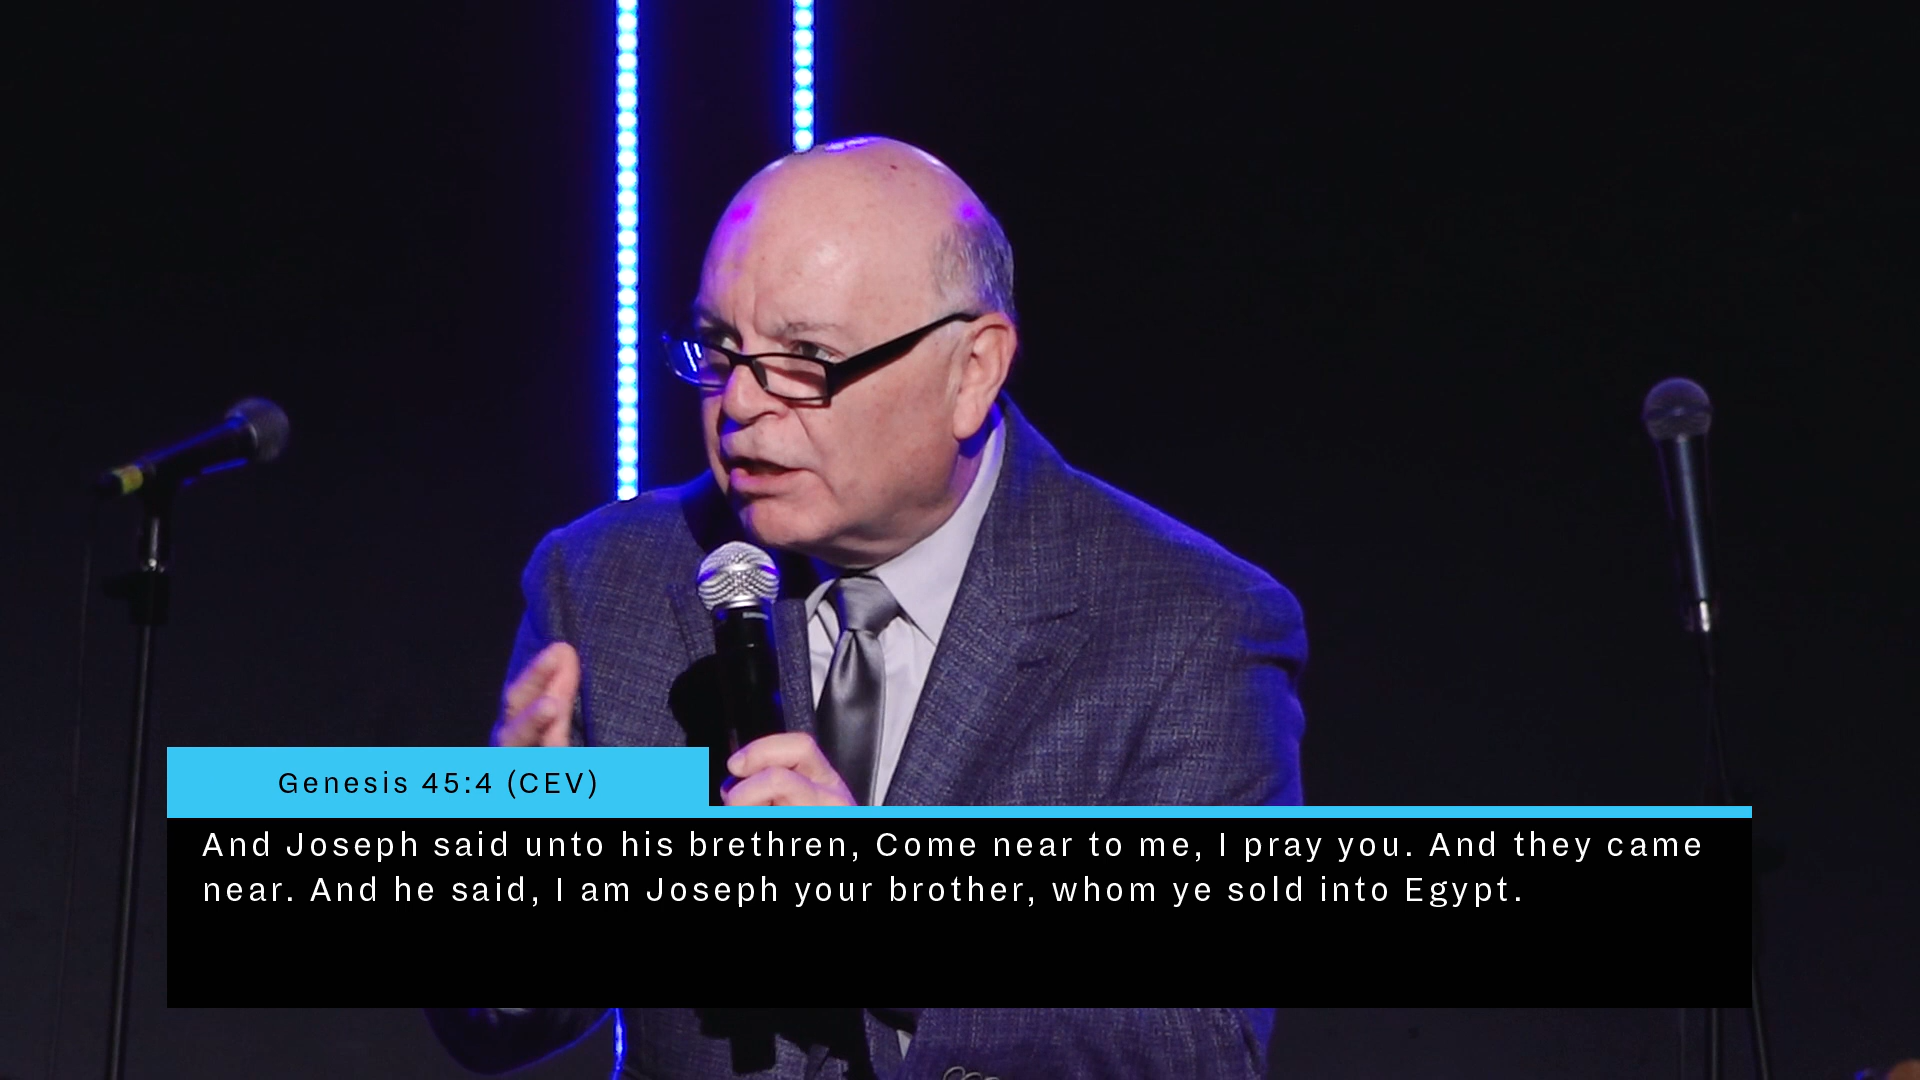 Genesis 45:4 (CEV)
And Joseph said unto his brethren, Come near to me, I pray you. And they came
near. And he said, I am Joseph your brother, whom ye sold into Egypt.